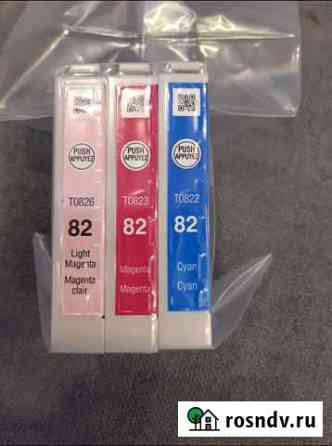 PUSH
APPUYEZ
T0826
82
Light
Magenta
Magenta
clair
PUSH
APPUYEZ
T0823
82
Magenta
Magenta
PUSH
APPUYEZ
T0822
82
Cyan
Cyan
rosndv.ru